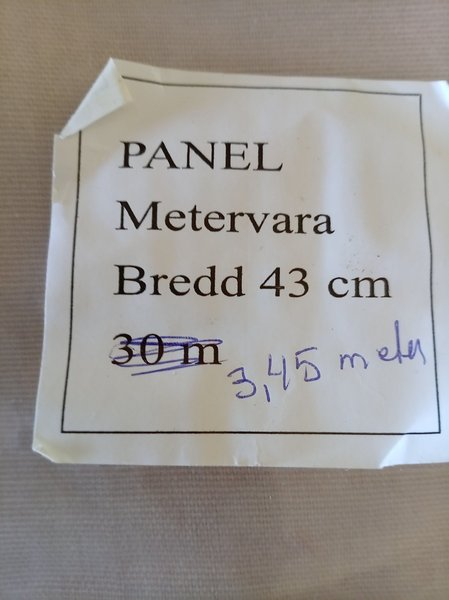 PANEL
Metervara
Bredd 43 cm
30 m 3,45 meter